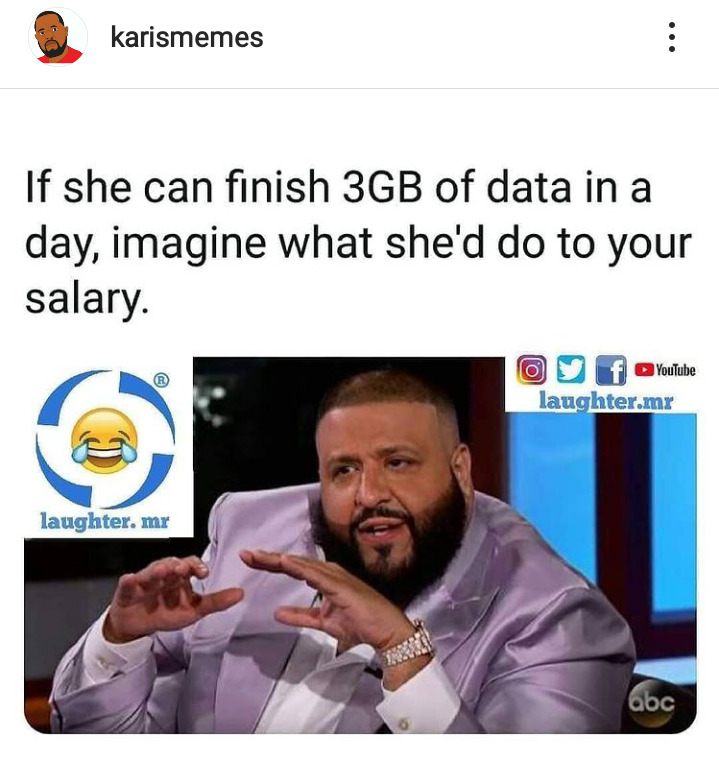 karismemes
If she can finish 3GB of data in a
day, imagine what she'd do to your
salary.
®
laughter. mr
YouTube
laughter.mr
abc